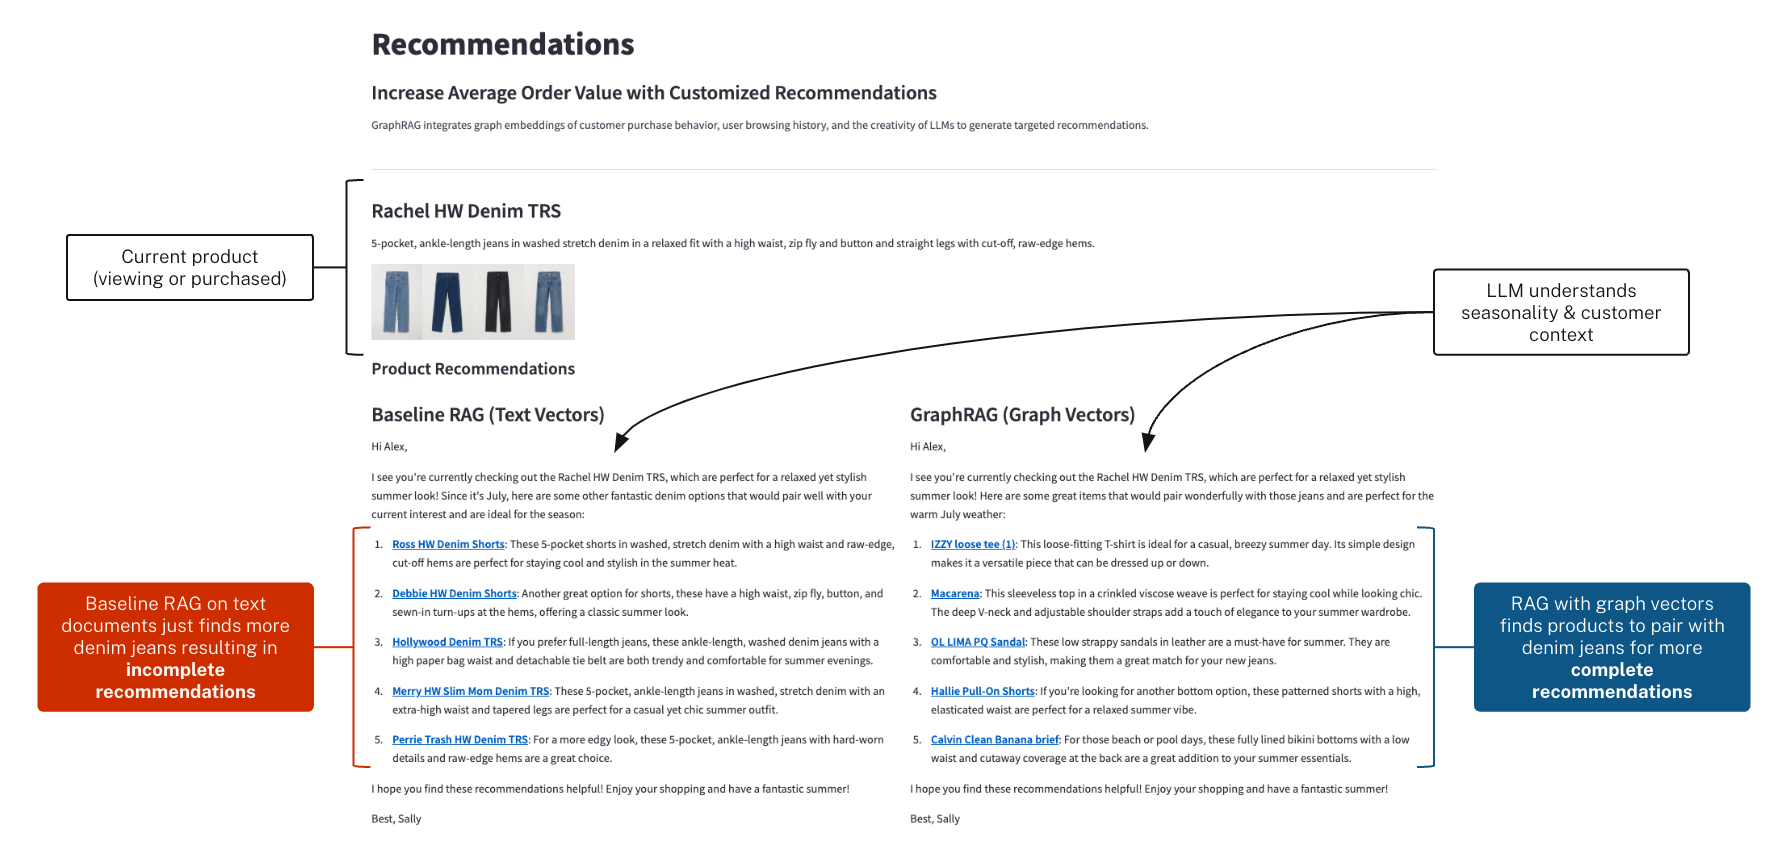 Recommendations
Increase Average Order Value with Customized Recommendations
GraphRAG integrates graph embeddings of customer purchase behavior, user browsing history, and the creativity of LLMs to generate targeted recommendations.
Rachel HW Denim TRS
5-pocket, ankle-length jeans in washed stretch denim in a relaxed fit with a high waist, zip fly and button and straight legs with cut-off, raw-edge hems.
Current product
(viewing or purchased)
LLM understands
seasonality & customer
context
Product Recommendations
Baseline RAG (Text Vectors)
Hi Alex,
I see you're currently checking out the Rachel HW Denim TRS, which are perfect for a relaxed yet stylish
summer look! Since it's July, here are some other fantastic denim options that would pair well with your
current interest and are ideal for the season:
1. Ross HW Denim Shorts: These 5-pocket shorts in washed, stretch denim with a high waist and raw-edge,
cut-off hems are perfect for staying cool and stylish in the summer heat.
2. Debbie HW Denim Shorts: Another great option for shorts, these have a high waist, zip fly, button, and
sewn-in turn-ups at the hems, offering a classic summer look.
3. Hollywood Denim TRS: If you prefer full-length jeans, these ankle-length, washed denim jeans with a
high paper bag waist and detachable tie belt are both trendy and comfortable for summer evenings.
4. Merry HW Slim Mom Denim TRS: These 5-pocket, ankle-length jeans in washed, stretch denim with an
extra-high waist and tapered legs are perfect for a casual yet chic summer outfit.
5. Perrie Trash HW Denim TRS: For a more edgy look, these 5-pocket, ankle-length jeans with hard-worn
details and raw-edge hems are a great choice.
I hope you find these recommendations helpful! Enjoy your shopping and have a fantastic summer!
Best, Sally
Baseline RAG on text
documents just finds more
denim jeans resulting in
incomplete
recommendations
GraphRAG (Graph Vectors)
Hi Alex,
I see you're currently checking out the Rachel HW Denim TRS, which are perfect for a relaxed yet stylish
summer look! Here are some great items that would pair wonderfully with those jeans and are perfect for the
warm July weather:
1. IZZY loose tee (1): This loose-fitting T-shirt is ideal for a casual, breezy summer day. Its simple design
makes it a versatile piece that can be dressed up or down.
2. Macarena: This sleeveless top in a crinkled viscose weave is perfect for staying cool while looking chic.
The deep V-neck and adjustable shoulder straps add a touch of elegance to your summer wardrobe.
3. OL LIMA PQ Sandal: These low strappy sandals in leather are a must-have for summer. They are
comfortable and stylish, making them a great match for your new jeans.
4. Hallie Pull-On Shorts: If you're looking for another bottom option, these patterned shorts with a high,
elasticated waist are perfect for a relaxed summer vibe.
5. Calvin Clean Banana brief: For those beach or pool days, these fully lined bikini bottoms with a low
waist and cutaway coverage at the back are a great addition to your summer essentials.
I hope you find these recommendations helpful! Enjoy your shopping and have a fantastic summer!
Best, Sally
RAG with graph vectors
finds products to pair with
denim jeans for more
complete
recommendations